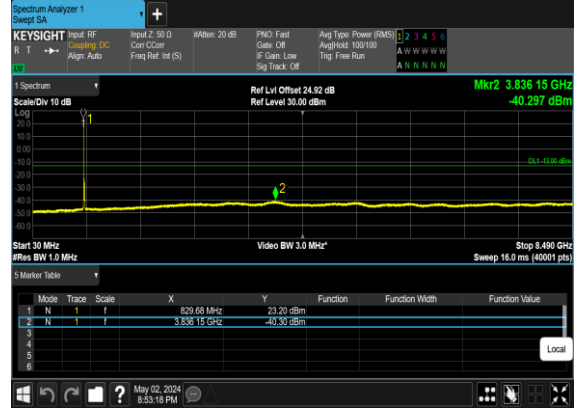 Spectrum Analyzer 1
Swept SA
+
KEYSIGHT Input: RF Input Z: 50 Ω #Atten: 20 dB PNO: Fast Avg Type: Power (RMS) 1 2 3 4 5 6
R T Coupling: DC Corr CCorr Gate: Off Avg|Hold: 100/100 A W W W W W
Align: Auto Freq Ref: Int (S) IF Gain: Low Trig: Free Run
LXI Sig Track: Off A N N N N N
1 Spectrum Ref Lvl Offset 24.92 dB Mkr2 3.836 15 GHz
Scale/Div 10 dB Ref Level 30.00 dBm -40.297 dBm
Log
20.0
10.0
0.00
-10.0
-20.0
-30.0
-40.0
-50.0
-60.0
1
DL1 -13.00 dBm
2
Start 30 MHz Video BW 3.0 MHz* Stop 8.490 GHz
#Res BW 1.0 MHz Sweep 16.0 ms (40001 pts)
5 Marker Table
Mode Trace Scale X Y Function Function Width Function Value
1 N 1 f 829.68 MHz 23.20 dBm
2 N 1 f 3.836 15 GHz -40.30 dBm
3
4
5
6
Local
? May 02, 2024
8:53:18 PM